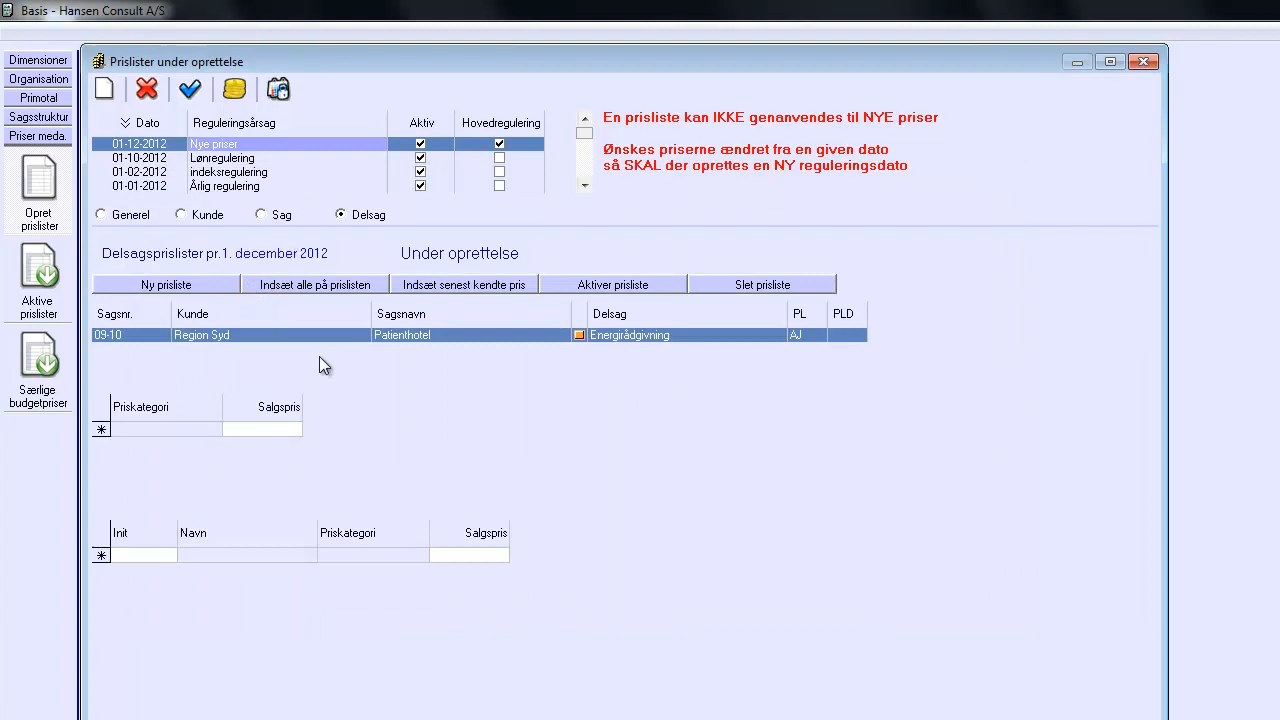 Basis - Hansen Consult A/S
Dimensioner
Organisation
Primotal
Sagsstruktur
Priser meda.
Opret
prislister
Aktive
prislister
Særlige
budgetpriser
Prislister under oprettelse
Dato Reguleringsårsag Aktiv Hovedregulering
01-12-2012 Nye priser
01-10-2012 Lønregulering
01-02-2012 indeksregulering
01-01-2012 Årlig regulering
En prisliste kan IKKE genanvendes til NYE priser
Ønskes priserne ændret fra en given dato
så SKAL der oprettes en NY reguleringsdato
Generel Kunde Sag Delsag
Delsagsprislister pr.1. december 2012 Under oprettelse
Ny prisliste Indsæt alle på prislisten Indsæt senest kendte pris Aktiver prisliste Slet prisliste
Sagsnr. Kunde Sagsnavn Delsag PL PLD
09-10 Region Syd Patienthotel Energirådgivning AJ
Priskategori Salgspris
Init Navn Priskategori Salgspris